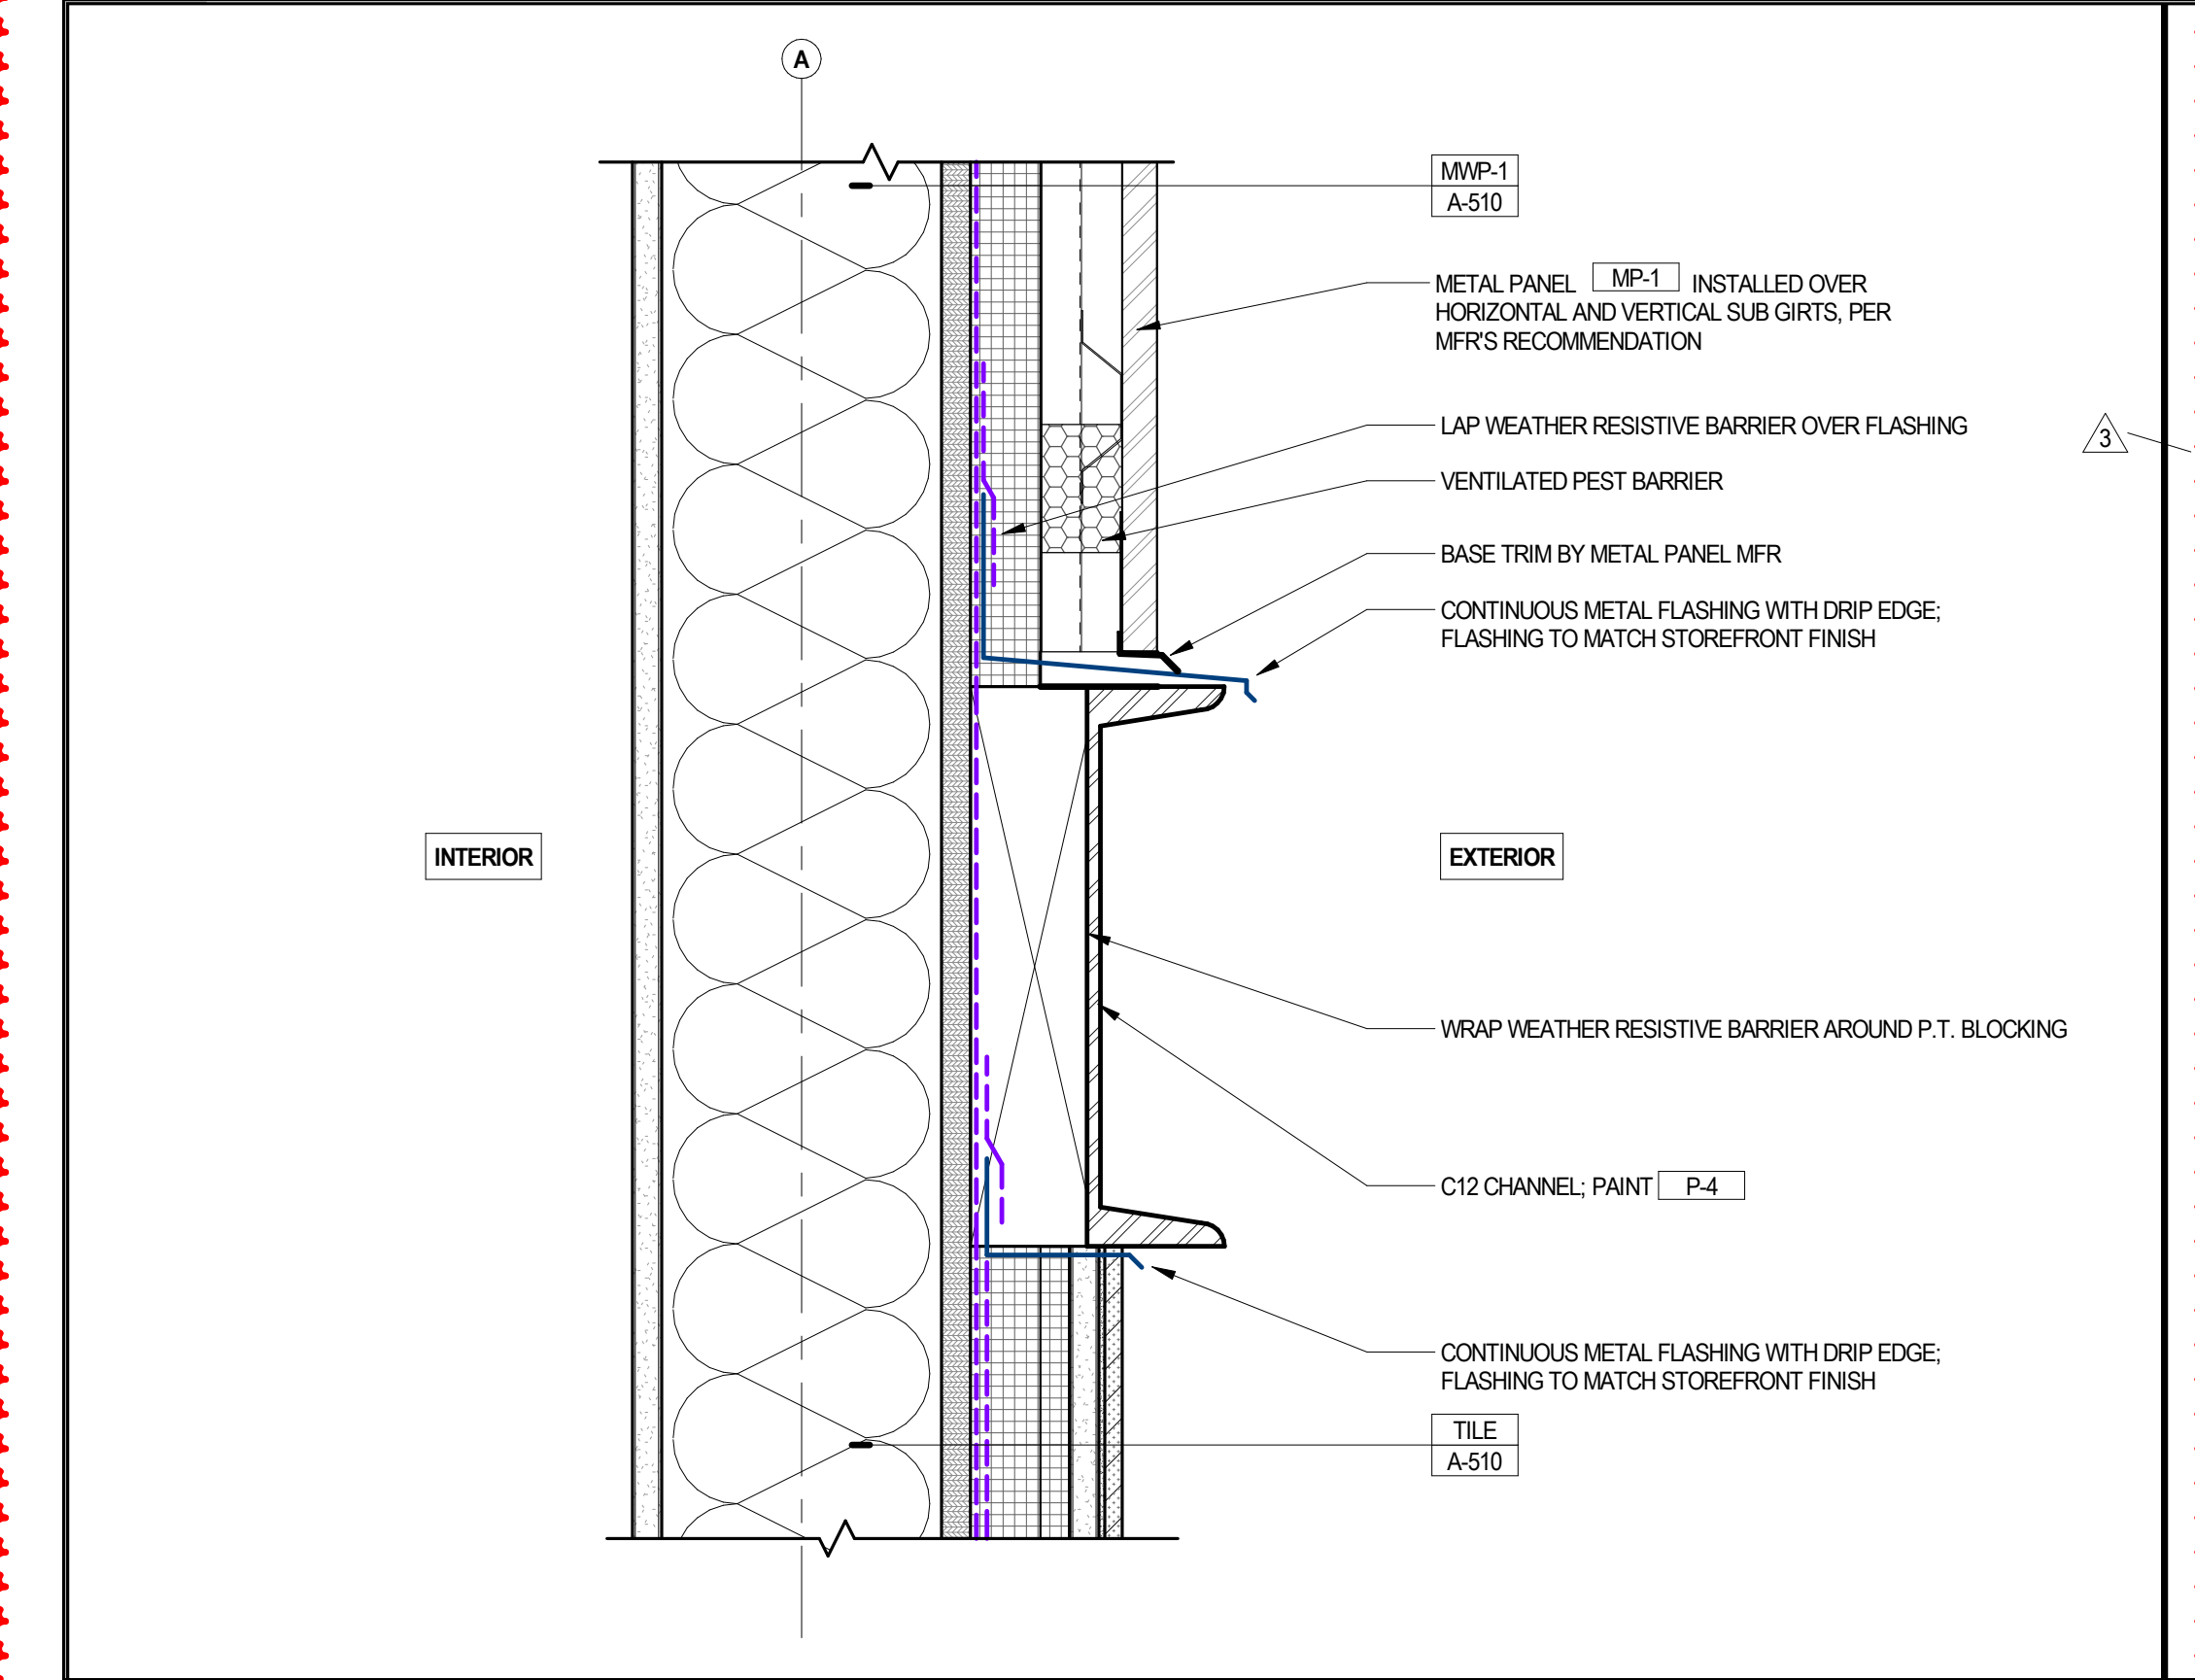 A
MWP-1
A-510
METAL PANEL MP-1 INSTALLED OVER
HORIZONTAL AND VERTICAL SUB GIRTS, PER
MFR'S RECOMMENDATION
LAP WEATHER RESISTIVE BARRIER OVER FLASHING
3
VENTILATED PEST BARRIER
BASE TRIM BY METAL PANEL MFR
CONTINUOUS METAL FLASHING WITH DRIP EDGE;
FLASHING TO MATCH STOREFRONT FINISH
INTERIOR
EXTERIOR
WRAP WEATHER RESISTIVE BARRIER AROUND P.T. BLOCKING
C12 CHANNEL; PAINT P-4
CONTINUOUS METAL FLASHING WITH DRIP EDGE;
FLASHING TO MATCH STOREFRONT FINISH
TILE
A-510